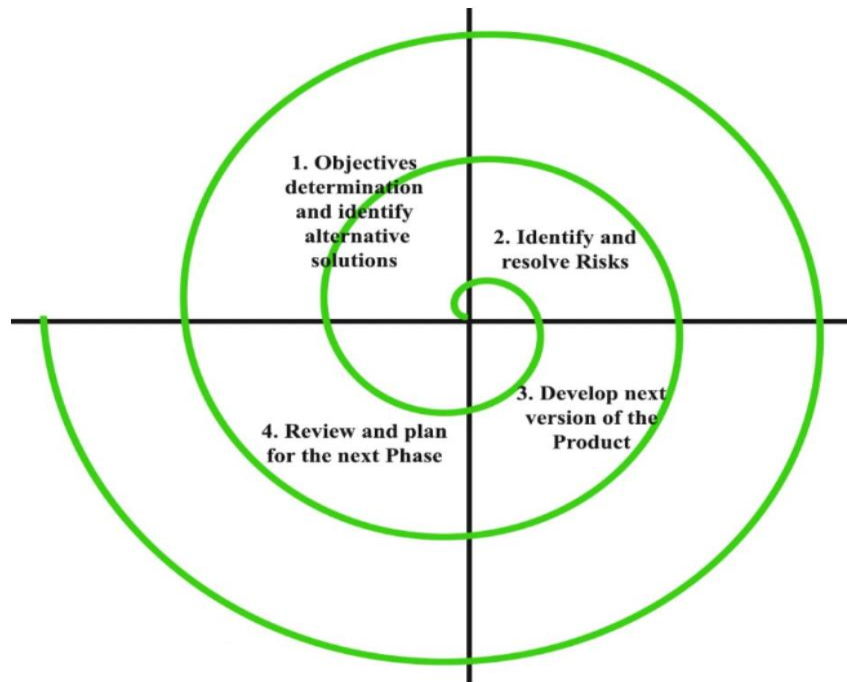 1. Objectives
determination
and identify
alternative
solutions
2. Identify and
resolve Risks
3. Develop next
version of the
Product
4. Review and plan
for the next Phase